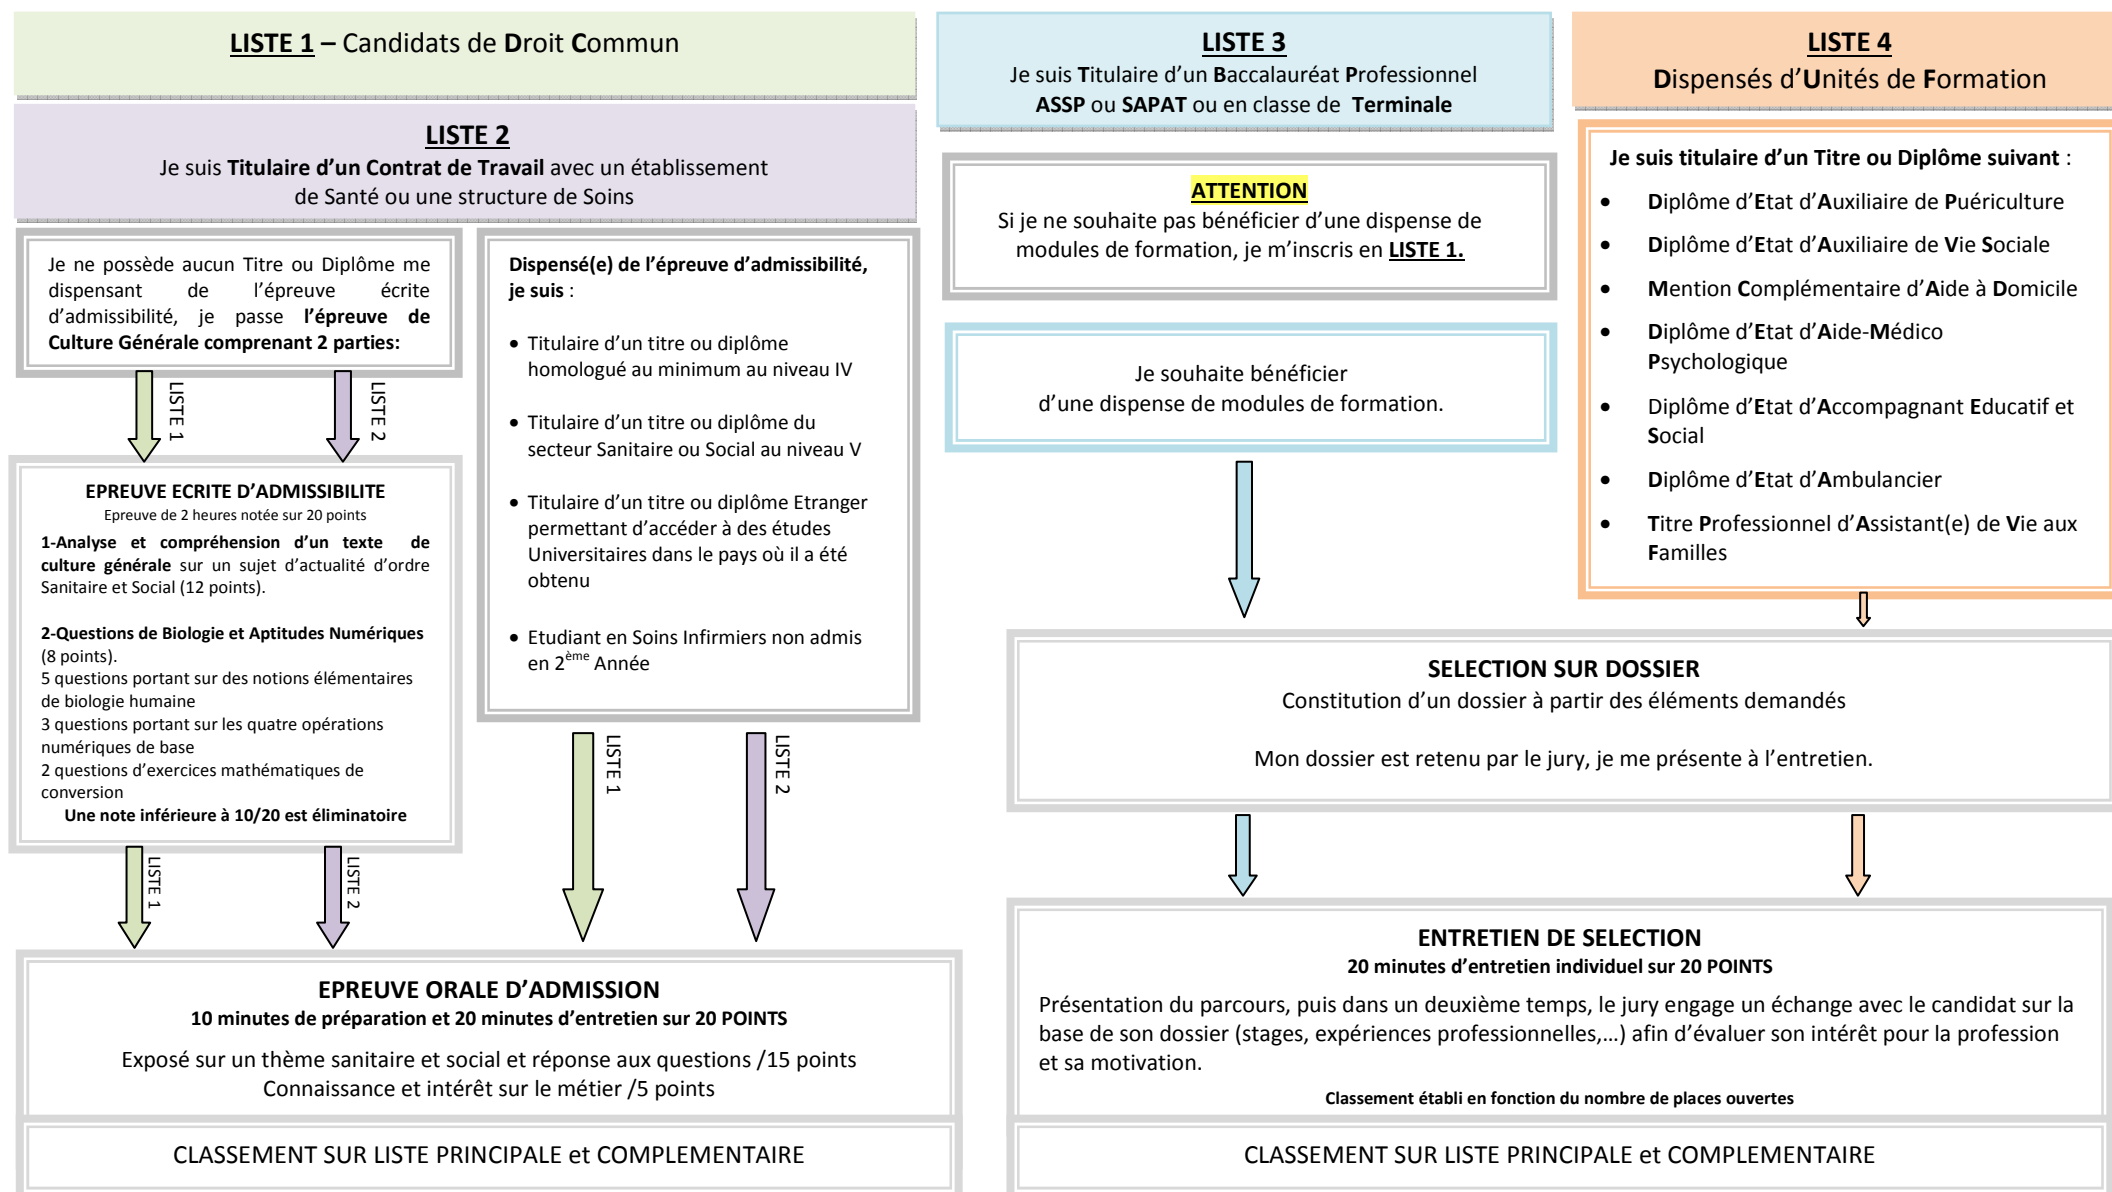 LISTE 1 – Candidats de Droit Commun
LISTE 2
Je suis Titulaire d’un Contrat de Travail avec un établissement
de Santé ou une structure de Soins
Je ne possède aucun Titre ou Diplôme me
dispensant de l’épreuve écrite
d’admissibilité, je passe l’épreuve de
Culture Générale comprenant 2 parties:
LISTE 1
LISTE 2
EPREUVE ECRITE D’ADMISSIBILITE
Epreuve de 2 heures notée sur 20 points
1-Analyse et compréhension d’un texte de
culture générale sur un sujet d’actualité d’ordre
Sanitaire et Social (12 points).
2-Questions de Biologie et Aptitudes Numériques
(8 points).
5 questions portant sur des notions élémentaires
de biologie humaine
3 questions portant sur les quatre opérations
numériques de base
2 questions d’exercices mathématiques de
conversion
Une note inférieure à 10/20 est éliminatoire
LISTE 1
LISTE 2
Dispensé(e) de l’épreuve d’admissibilité,
je suis :
• Titulaire d’un titre ou diplôme
homologué au minimum au niveau IV
• Titulaire d’un titre ou diplôme du
secteur Sanitaire ou Social au niveau V
• Titulaire d’un titre ou diplôme Etranger
permettant d’accéder à des études
Universitaires dans le pays où il a été
obtenu
• Etudiant en Soins Infirmiers non admis
en 2ème Année
LISTE 1
LISTE 2
EPREUVE ORALE D’ADMISSION
10 minutes de préparation et 20 minutes d’entretien sur 20 POINTS
Exposé sur un thème sanitaire et social et réponse aux questions /15 points
Connaissance et intérêt sur le métier /5 points
CLASSEMENT SUR LISTE PRINCIPALE et COMPLEMENTAIRE
LISTE 3
Je suis Titulaire d’un Baccalauréat Professionnel
ASSP ou SAPAT ou en classe de Terminale
ATTENTION
Si je ne souhaite pas bénéficier d’une dispense de
modules de formation, je m’inscris en LISTE 1.
Je souhaite bénéficier
d’une dispense de modules de formation.
LISTE 4
Dispensés d’Unités de Formation
Je suis titulaire d’un Titre ou Diplôme suivant :
• Diplôme d’Etat d’Auxiliaire de Puériculture
• Diplôme d’Etat d’Auxiliaire de Vie Sociale
• Mention Complémentaire d’Aide à Domicile
• Diplôme d’Etat d’Aide-Médico
Psychologique
• Diplôme d’Etat d’Accompagnant Educatif et
Social
• Diplôme d’Etat d’Ambulancier
• Titre Professionnel d’Assistant(e) de Vie aux
Familles
SELECTION SUR DOSSIER
Constitution d’un dossier à partir des éléments demandés
Mon dossier est retenu par le jury, je me présente à l’entretien.
ENTRETIEN DE SELECTION
20 minutes d’entretien individuel sur 20 POINTS
Présentation du parcours, puis dans un deuxième temps, le jury engage un échange avec le candidat sur la
base de son dossier (stages, expériences professionnelles,…) afin d’évaluer son intérêt pour la profession
et sa motivation.
Classement établi en fonction du nombre de places ouvertes
CLASSEMENT SUR LISTE PRINCIPALE et COMPLEMENTAIRE